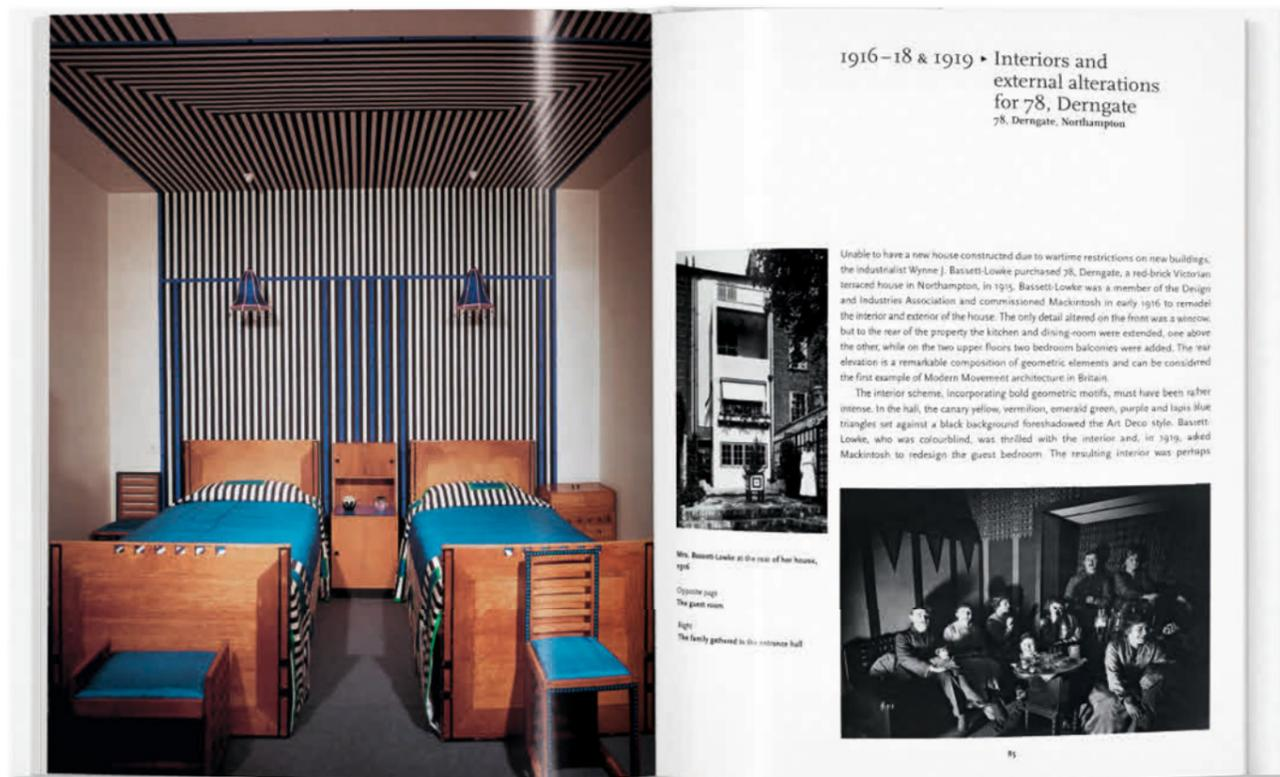 1916–18 & 1919 ▸ Interiors and
external alterations
for 78, Derngate
78, Derngate, Northampton
Unable to have a new house constructed due to wartime restrictions on new buildings,
the industrialist Wynne J. Bassett-Lowke purchased 78, Derngate, a red-brick Victorian
terraced house in Northampton, in 1915. Bassett-Lowke was a member of the Design
and Industries Association and commissioned Mackintosh in early 1916 to remodel
the interior and exterior of the house. The only detail altered on the front was a window,
but to the rear of the property the kitchen and dining-room were extended, one above
the other, while on the two upper floors two bedroom balconies were added. The rear
elevation is a remarkable composition of geometric elements and can be considered
the first example of Modern Movement architecture in Britain.
The interior scheme, incorporating bold geometric motifs, must have been rather
intense. In the hall, the canary yellow, vermilion, emerald green, purple and lapis blue
triangles set against a black background foreshadowed the Art Deco style. Bassett-
Lowke, who was colourblind, was thrilled with the interior and, in 1919, asked
Mackintosh to redesign the guest bedroom. The resulting interior was perhaps
Mrs. Bassett-Lowke at the rear of her house,
1916
Opposite page
The guest room
Right
The family gathered in the entrance hall
85